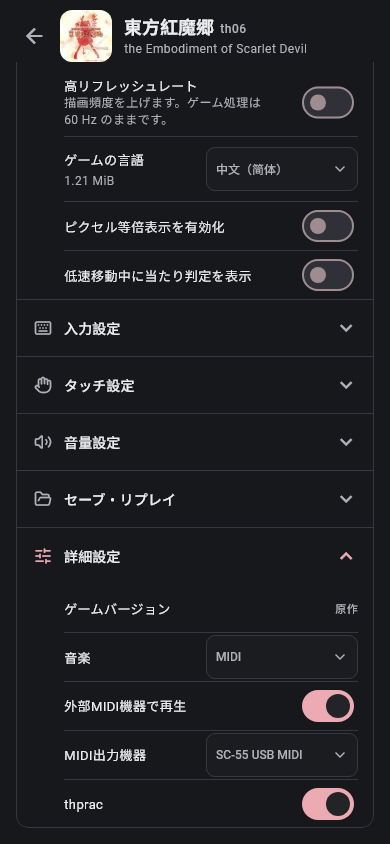 東方紅魔郷 th06
the Embodiment of Scarlet Devil
高リフレッシュレート
描画頻度を上げます。ゲーム処理は
60 Hz のままです。
ゲームの言語
1.21 MiB
中文（简体）
ピクセル等倍表示を有効化
低速移動中に当たり判定を表示
入力設定
タッチ設定
音量設定
セーブ・リプレイ
詳細設定
ゲームバージョン 原作
音楽 MIDI
外部MIDI機器で再生
MIDI出力機器 SC-55 USB MIDI
thprac